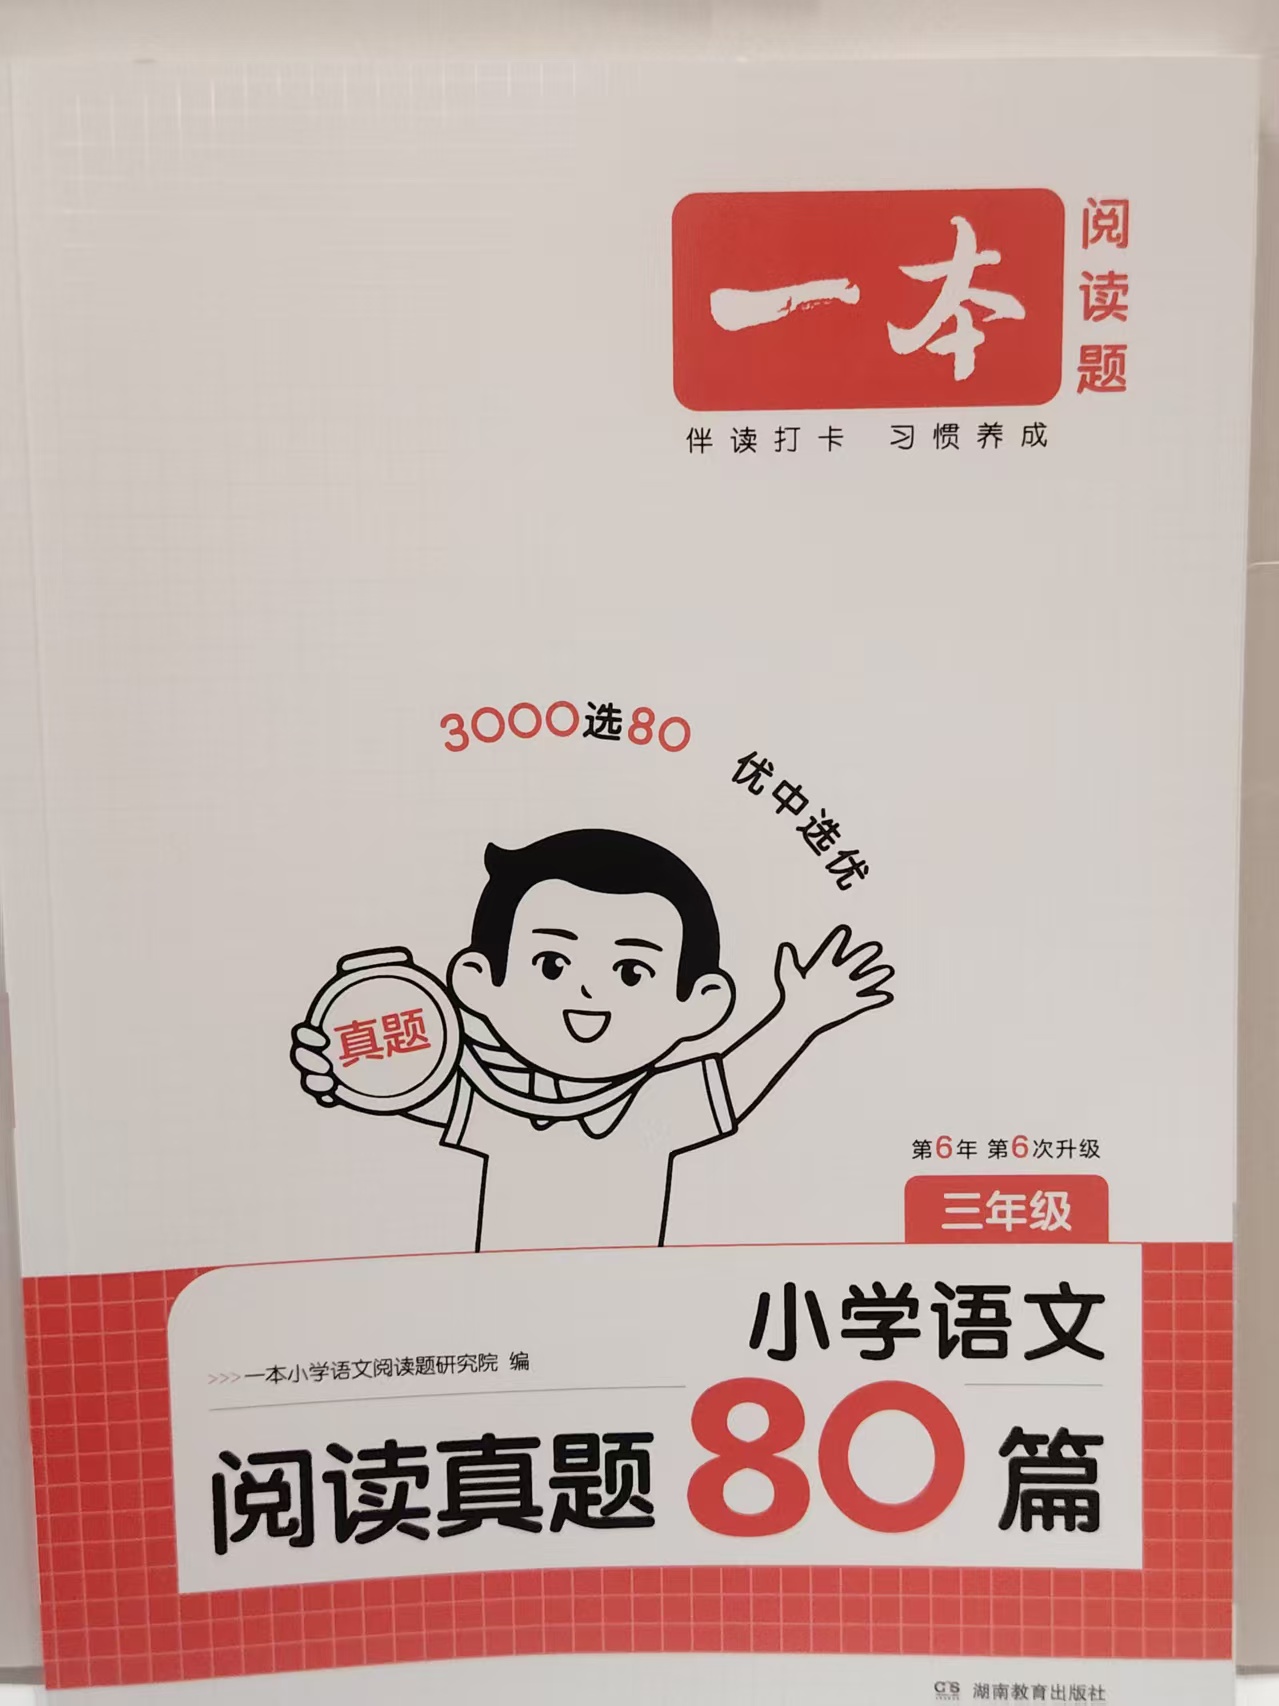 一本
阅读题
伴读打卡 习惯养成
3000选80 优中选优
真题
第6年 第6次升级
三年级
小学语文
>>>一本小学语文阅读题研究院 编
阅读真题80篇
CS 湖南教育出版社